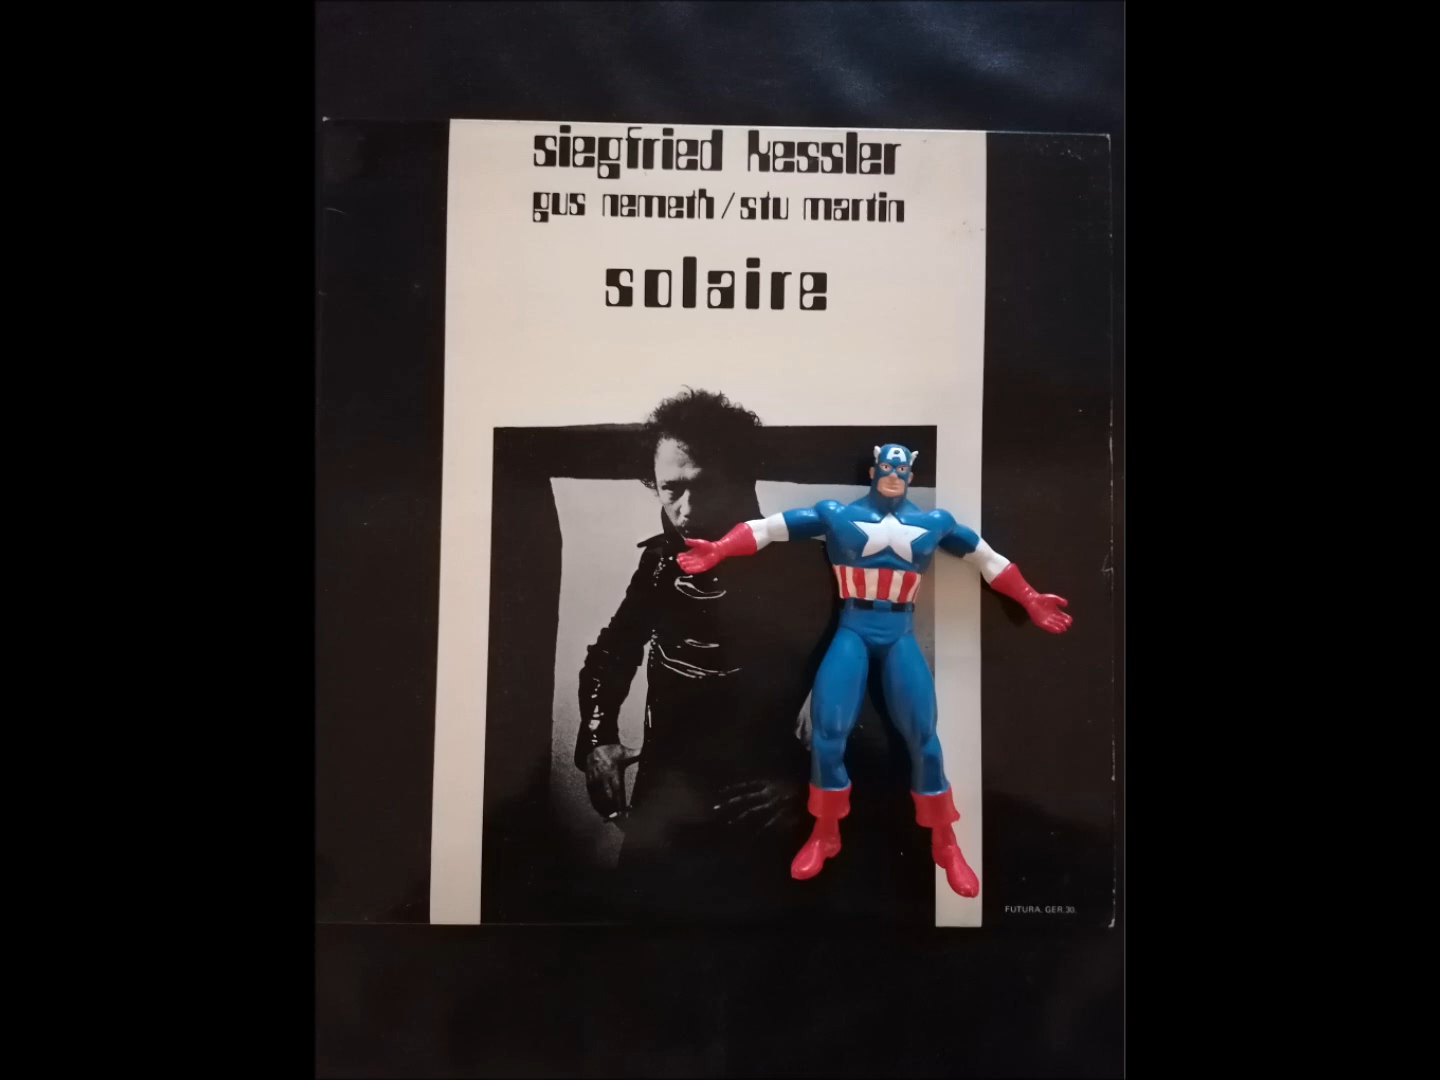 siegfried kessler
gus nemeth / stu martin
solaire
A
FUTURA. GER.30.